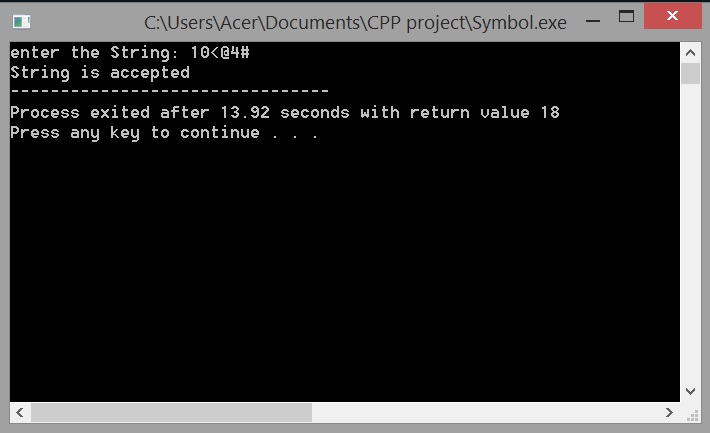 C:\Users\Acer\Documents\CPP project\Symbol.exe
enter the String: 10<@4#
String is accepted
--------------------------------
Process exited after 13.92 seconds with return value 18
Press any key to continue . . .